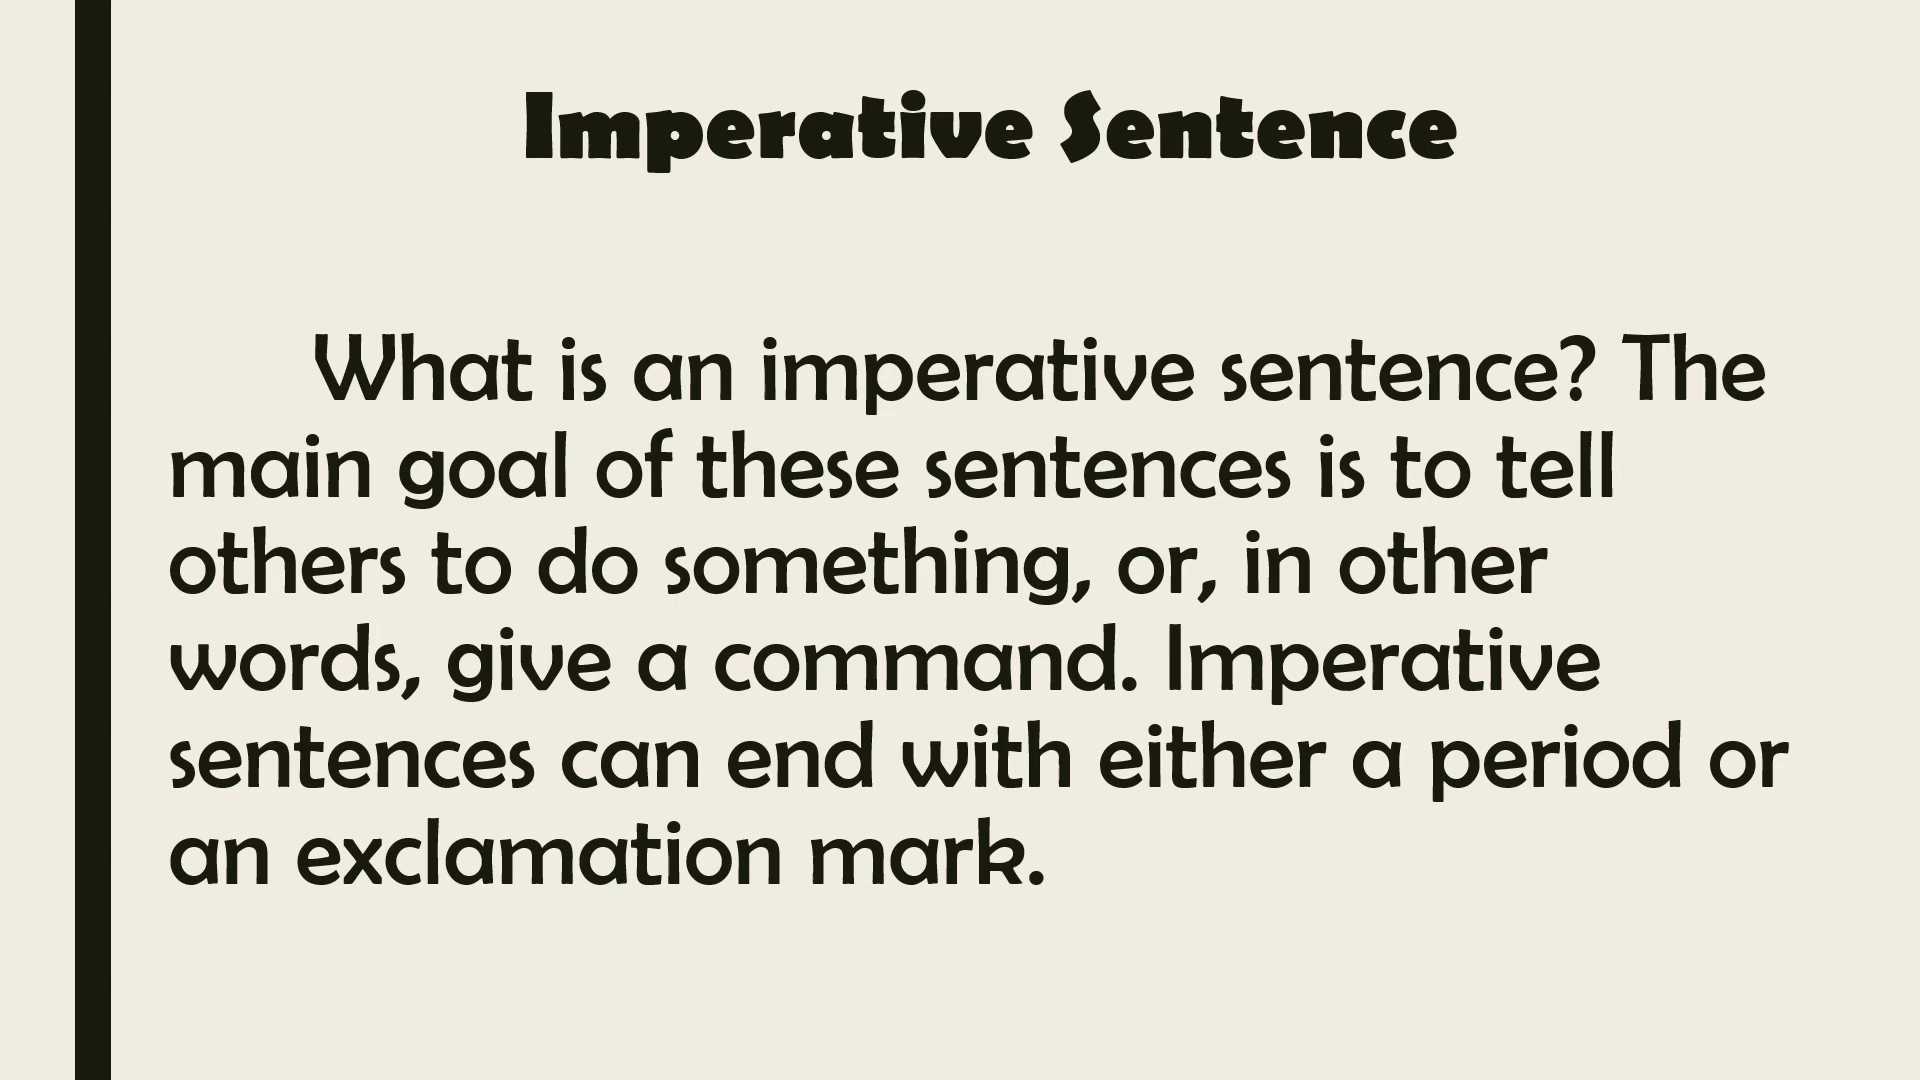 Imperative Sentence
What is an imperative sentence? The
main goal of these sentences is to tell
others to do something, or, in other
words, give a command. Imperative
sentences can end with either a period or
an exclamation mark.